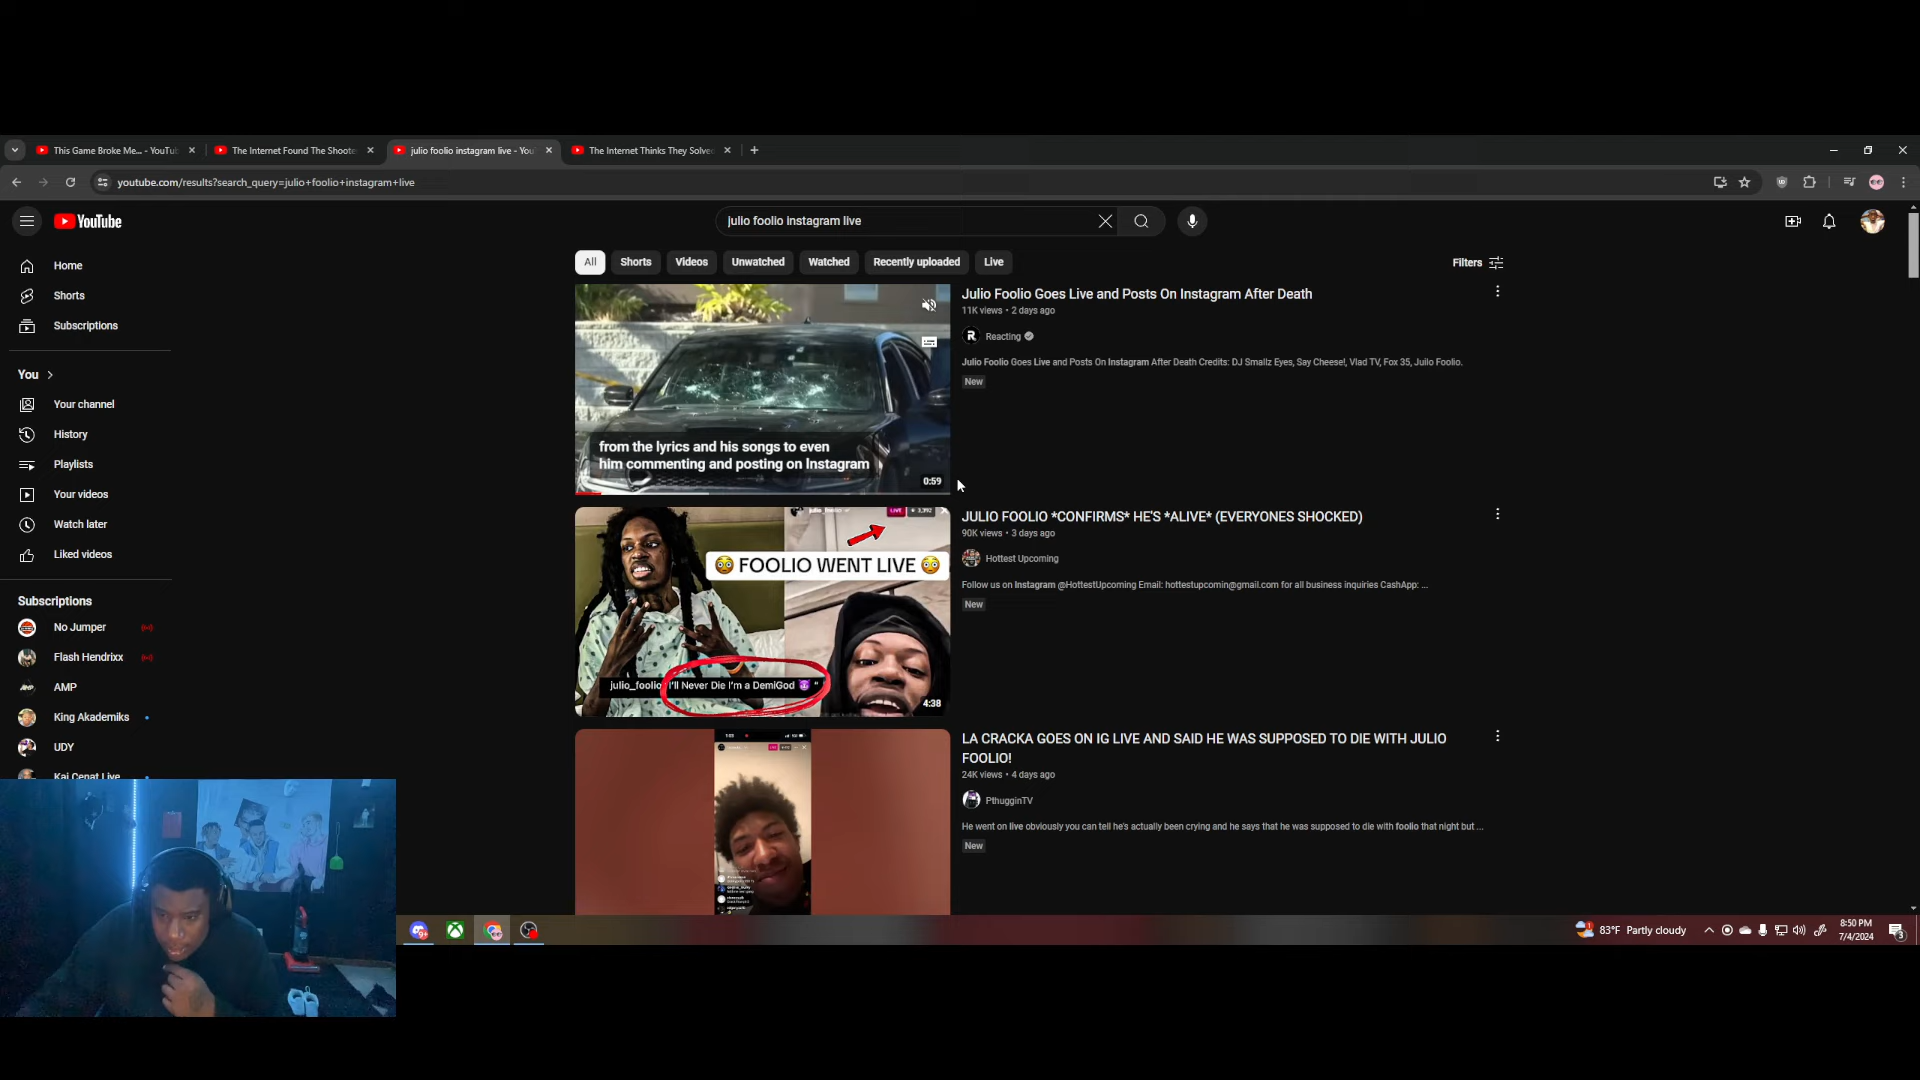 This Game Broke Me... - YouTub
The Internet Found The Shoote
julio foolio instagram live - You
The Internet Thinks They Solved
youtube.com/results?search_query=julio+foolio+instagram+live
YouTube
julio foolio instagram live
All
Shorts
Videos
Unwatched
Watched
Recently uploaded
Live
Filters
Home
Shorts
Subscriptions
You
Your channel
History
Playlists
Your videos
Watch later
Liked videos
Subscriptions
No Jumper
Flash Hendrixx
AMP
King Akademiks
UDY
Kai Cenat Live
from the lyrics and his songs to even
him commenting and posting on Instagram
0:59
Julio Foolio Goes Live and Posts On Instagram After Death
11K views • 2 days ago
Reacting
Julio Foolio Goes Live and Posts On Instagram After Death Credits: DJ Smallz Eyes, Say Cheese!, Vlad TV, Fox 35, Juilo Foolio.
New
LIVE 3,392
FOOLIO WENT LIVE
julio_foolio I'll Never Die I'm a DemiGod 😈 "
4:38
JULIO FOOLIO *CONFIRMS* HE'S *ALIVE* (EVERYONES SHOCKED)
90K views • 3 days ago
Hottest Upcoming
Follow us on Instagram @HottestUpcoming Email: hottestupcomin@gmail.com for all business inquiries CashApp: ...
New
LA CRACKA GOES ON IG LIVE AND SAID HE WAS SUPPOSED TO DIE WITH JULIO
FOOLIO!
24K views • 4 days ago
PthugginTV
He went on live obviously you can tell he's actually been crying and he says that he was supposed to die with foolio that night but ...
New
83°F Partly cloudy
8:50 PM
7/4/2024
3